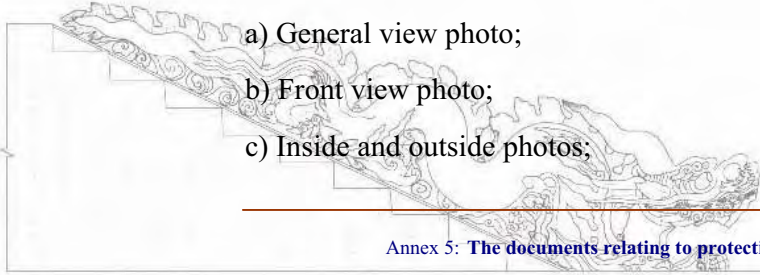 a) General view photo;
b) Front view photo;
c) Inside and outside photos;
Annex 5: The documents relating to protecti